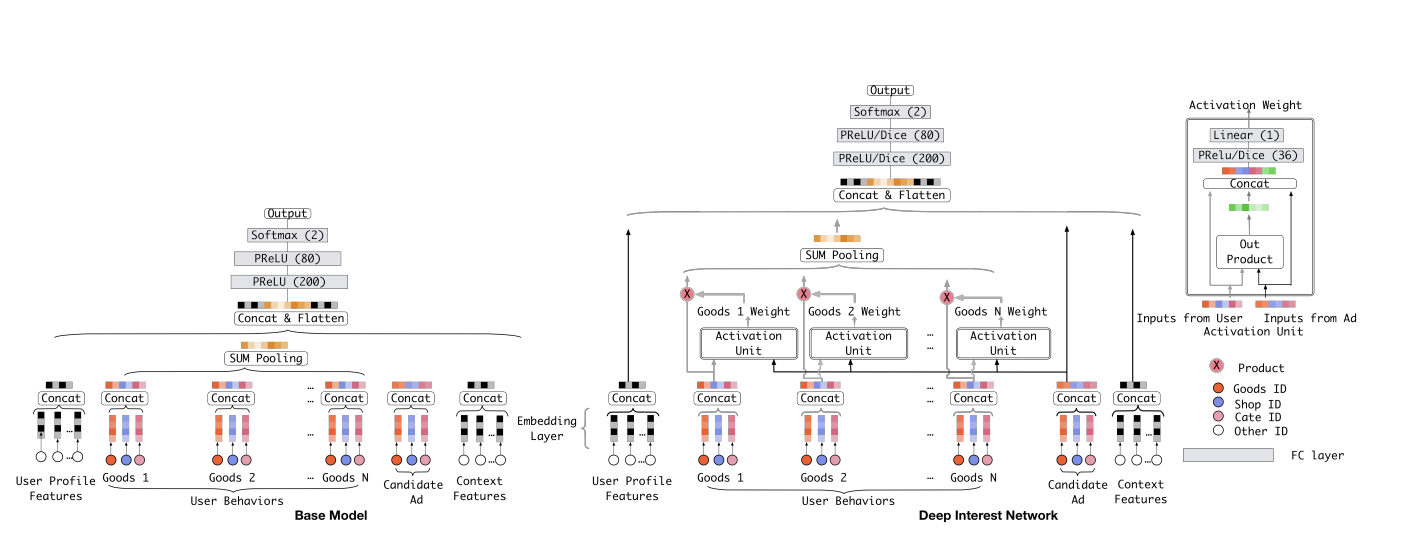 Output
Softmax (2)
PReLU (80)
PReLU (200)
Concat & Flatten
SUM Pooling
Concat
Concat
Concat
...
...
Concat
Concat
Concat
...
...
...
User Profile
Features
Goods 1
Goods 2
...
Goods N
User Behaviors
Candidate
Ad
Context
Features
Base Model
Embedding
Layer
Output
Softmax (2)
PReLU/Dice (80)
PReLU/Dice (200)
Concat & Flatten
SUM Pooling
X
X
X
Goods 1 Weight
Goods 2 Weight
Goods N Weight
Activation
Unit
Activation
Unit
...
...
Activation
Unit
Concat
Concat
Concat
...
...
Concat
Concat
Concat
...
...
...
User Profile
Features
Goods 1
Goods 2
...
Goods N
User Behaviors
Candidate
Ad
Context
Features
Deep Interest Network
Activation Weight
Linear (1)
PRelu/Dice (36)
Concat
Out
Product
Inputs from User
Inputs from Ad
Activation Unit
X
Product
Goods ID
Shop ID
Cate ID
Other ID
FC layer